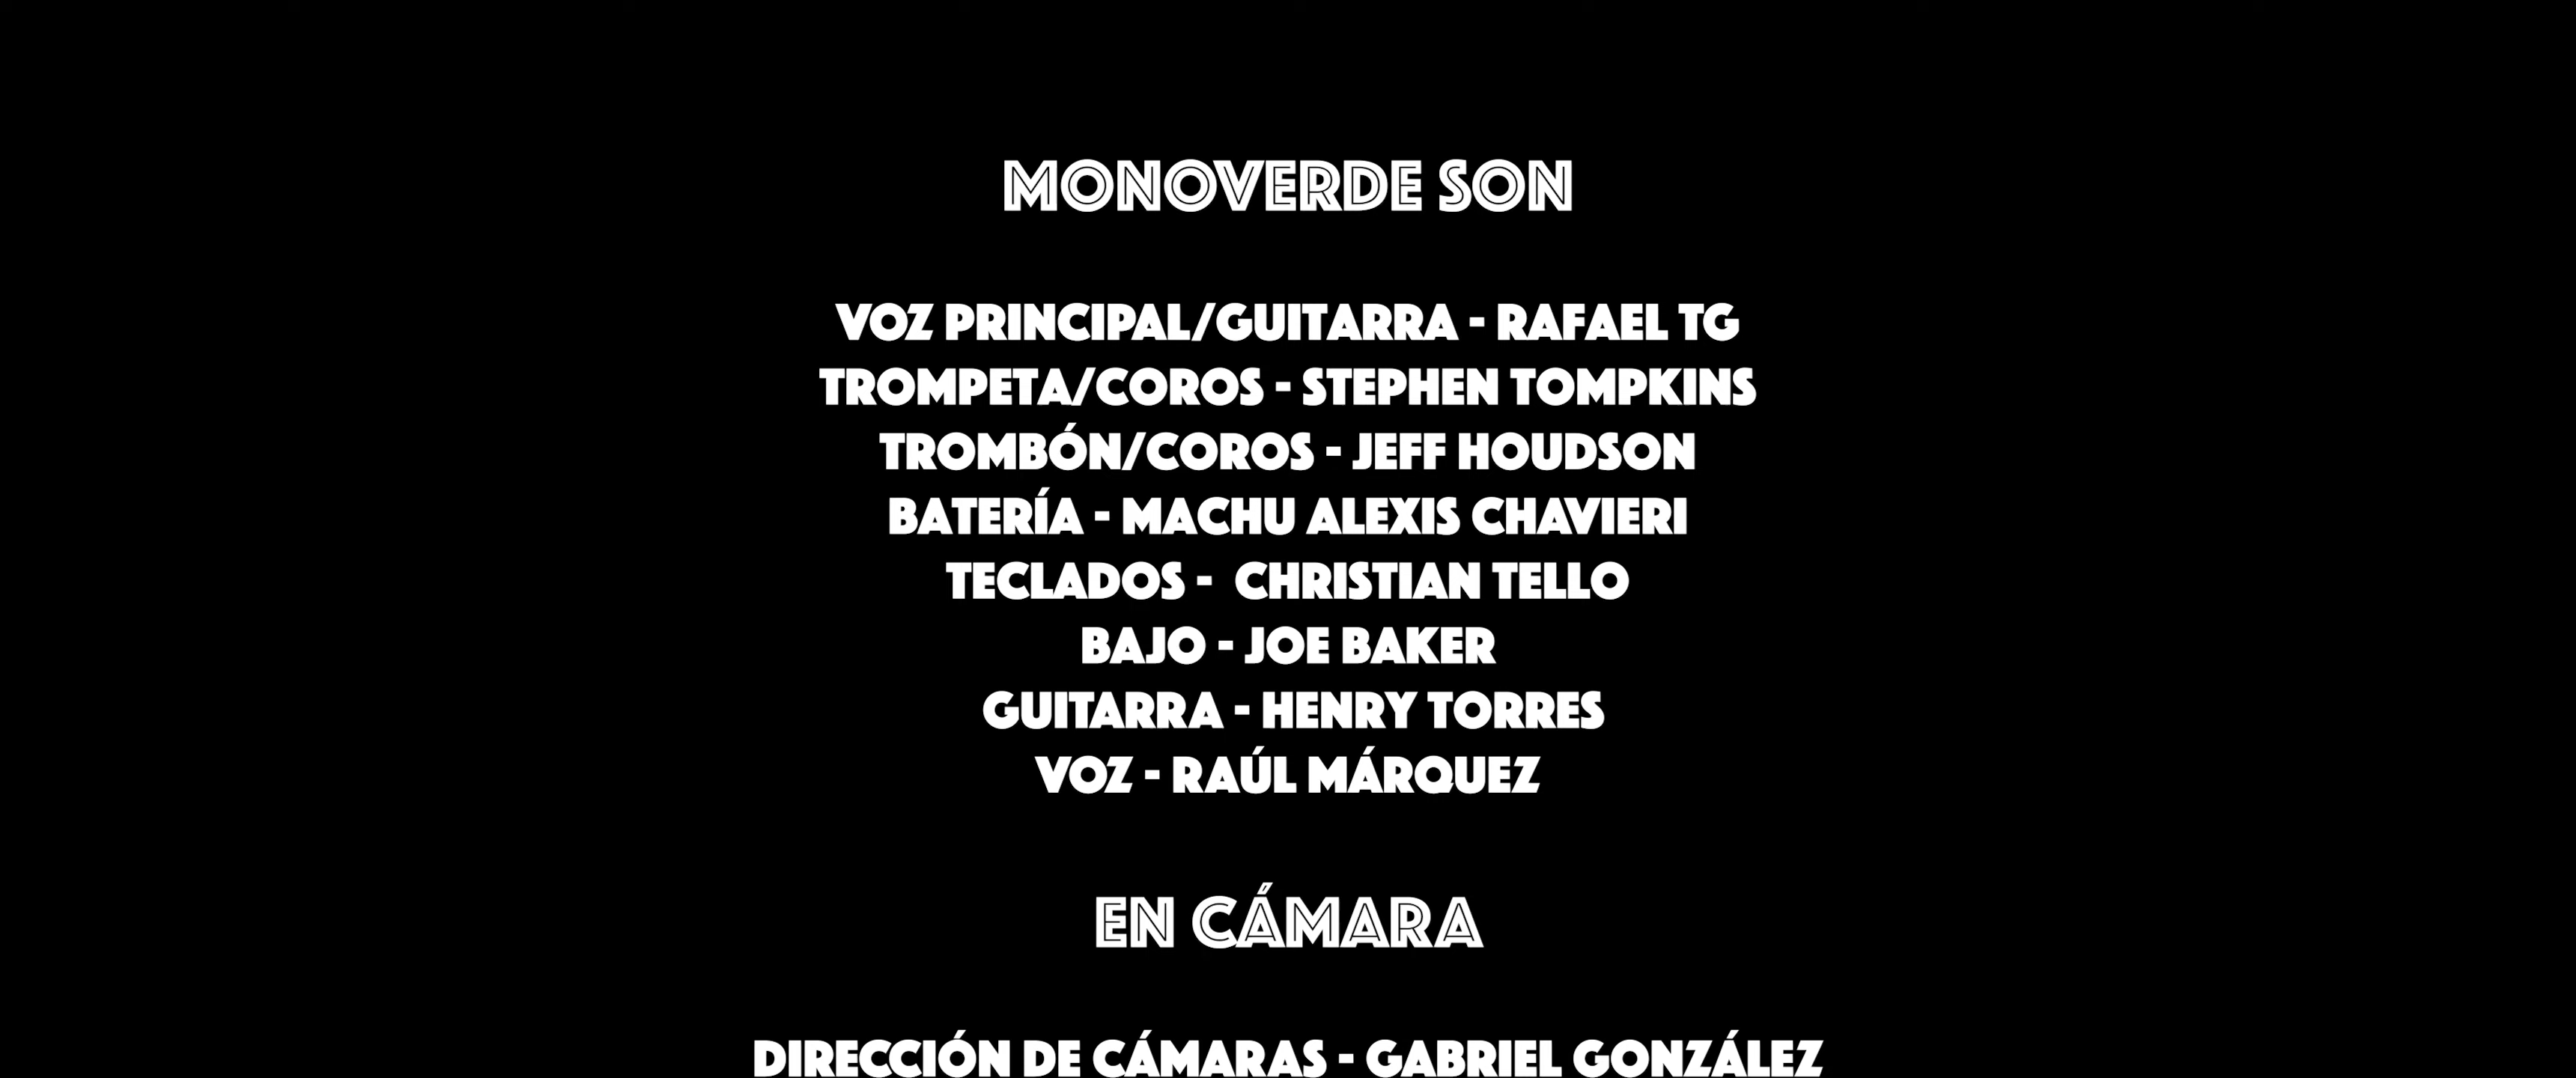 MONOVERDE SON
VOZ PRINCIPAL/GUITARRA - RAFAEL TG
TROMPETA/COROS - STEPHEN TOMPKINS
TROMBÓN/COROS - JEFF HOUDSON
BATERÍA - MACHU ALEXIS CHAVIERI
TECLADOS -  CHRISTIAN TELLO
BAJO - JOE BAKER
GUITARRA - HENRY TORRES
VOZ - RAÚL MÁRQUEZ
EN CÁMARA
DIRECCIÓN DE CÁMARAS - GABRIEL GONZÁLEZ